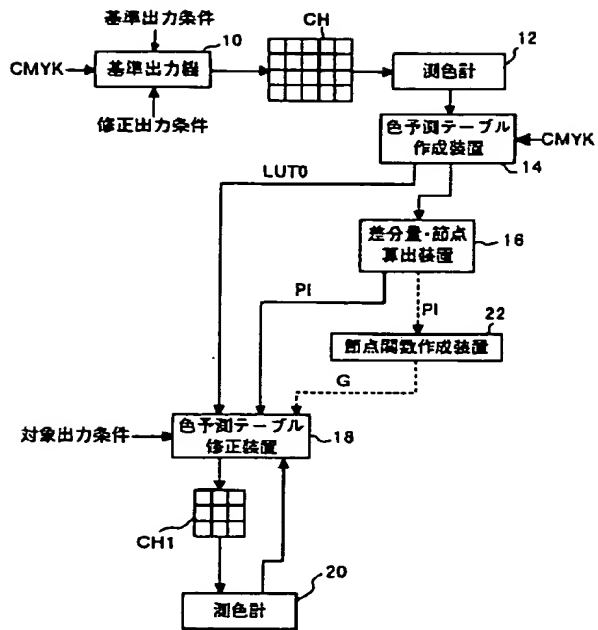 基準出力条件
10
CH
12
CMYK
基準出力機
測色計
修正出力条件
色予測テーブル
作成装置
CMYK
14
LUT0
差分量・節点
算出装置
16
PI
PI
22
節点関数作成装置
G
対象出力条件
色予測テーブル
修正装置
18
CH1
20
測色計